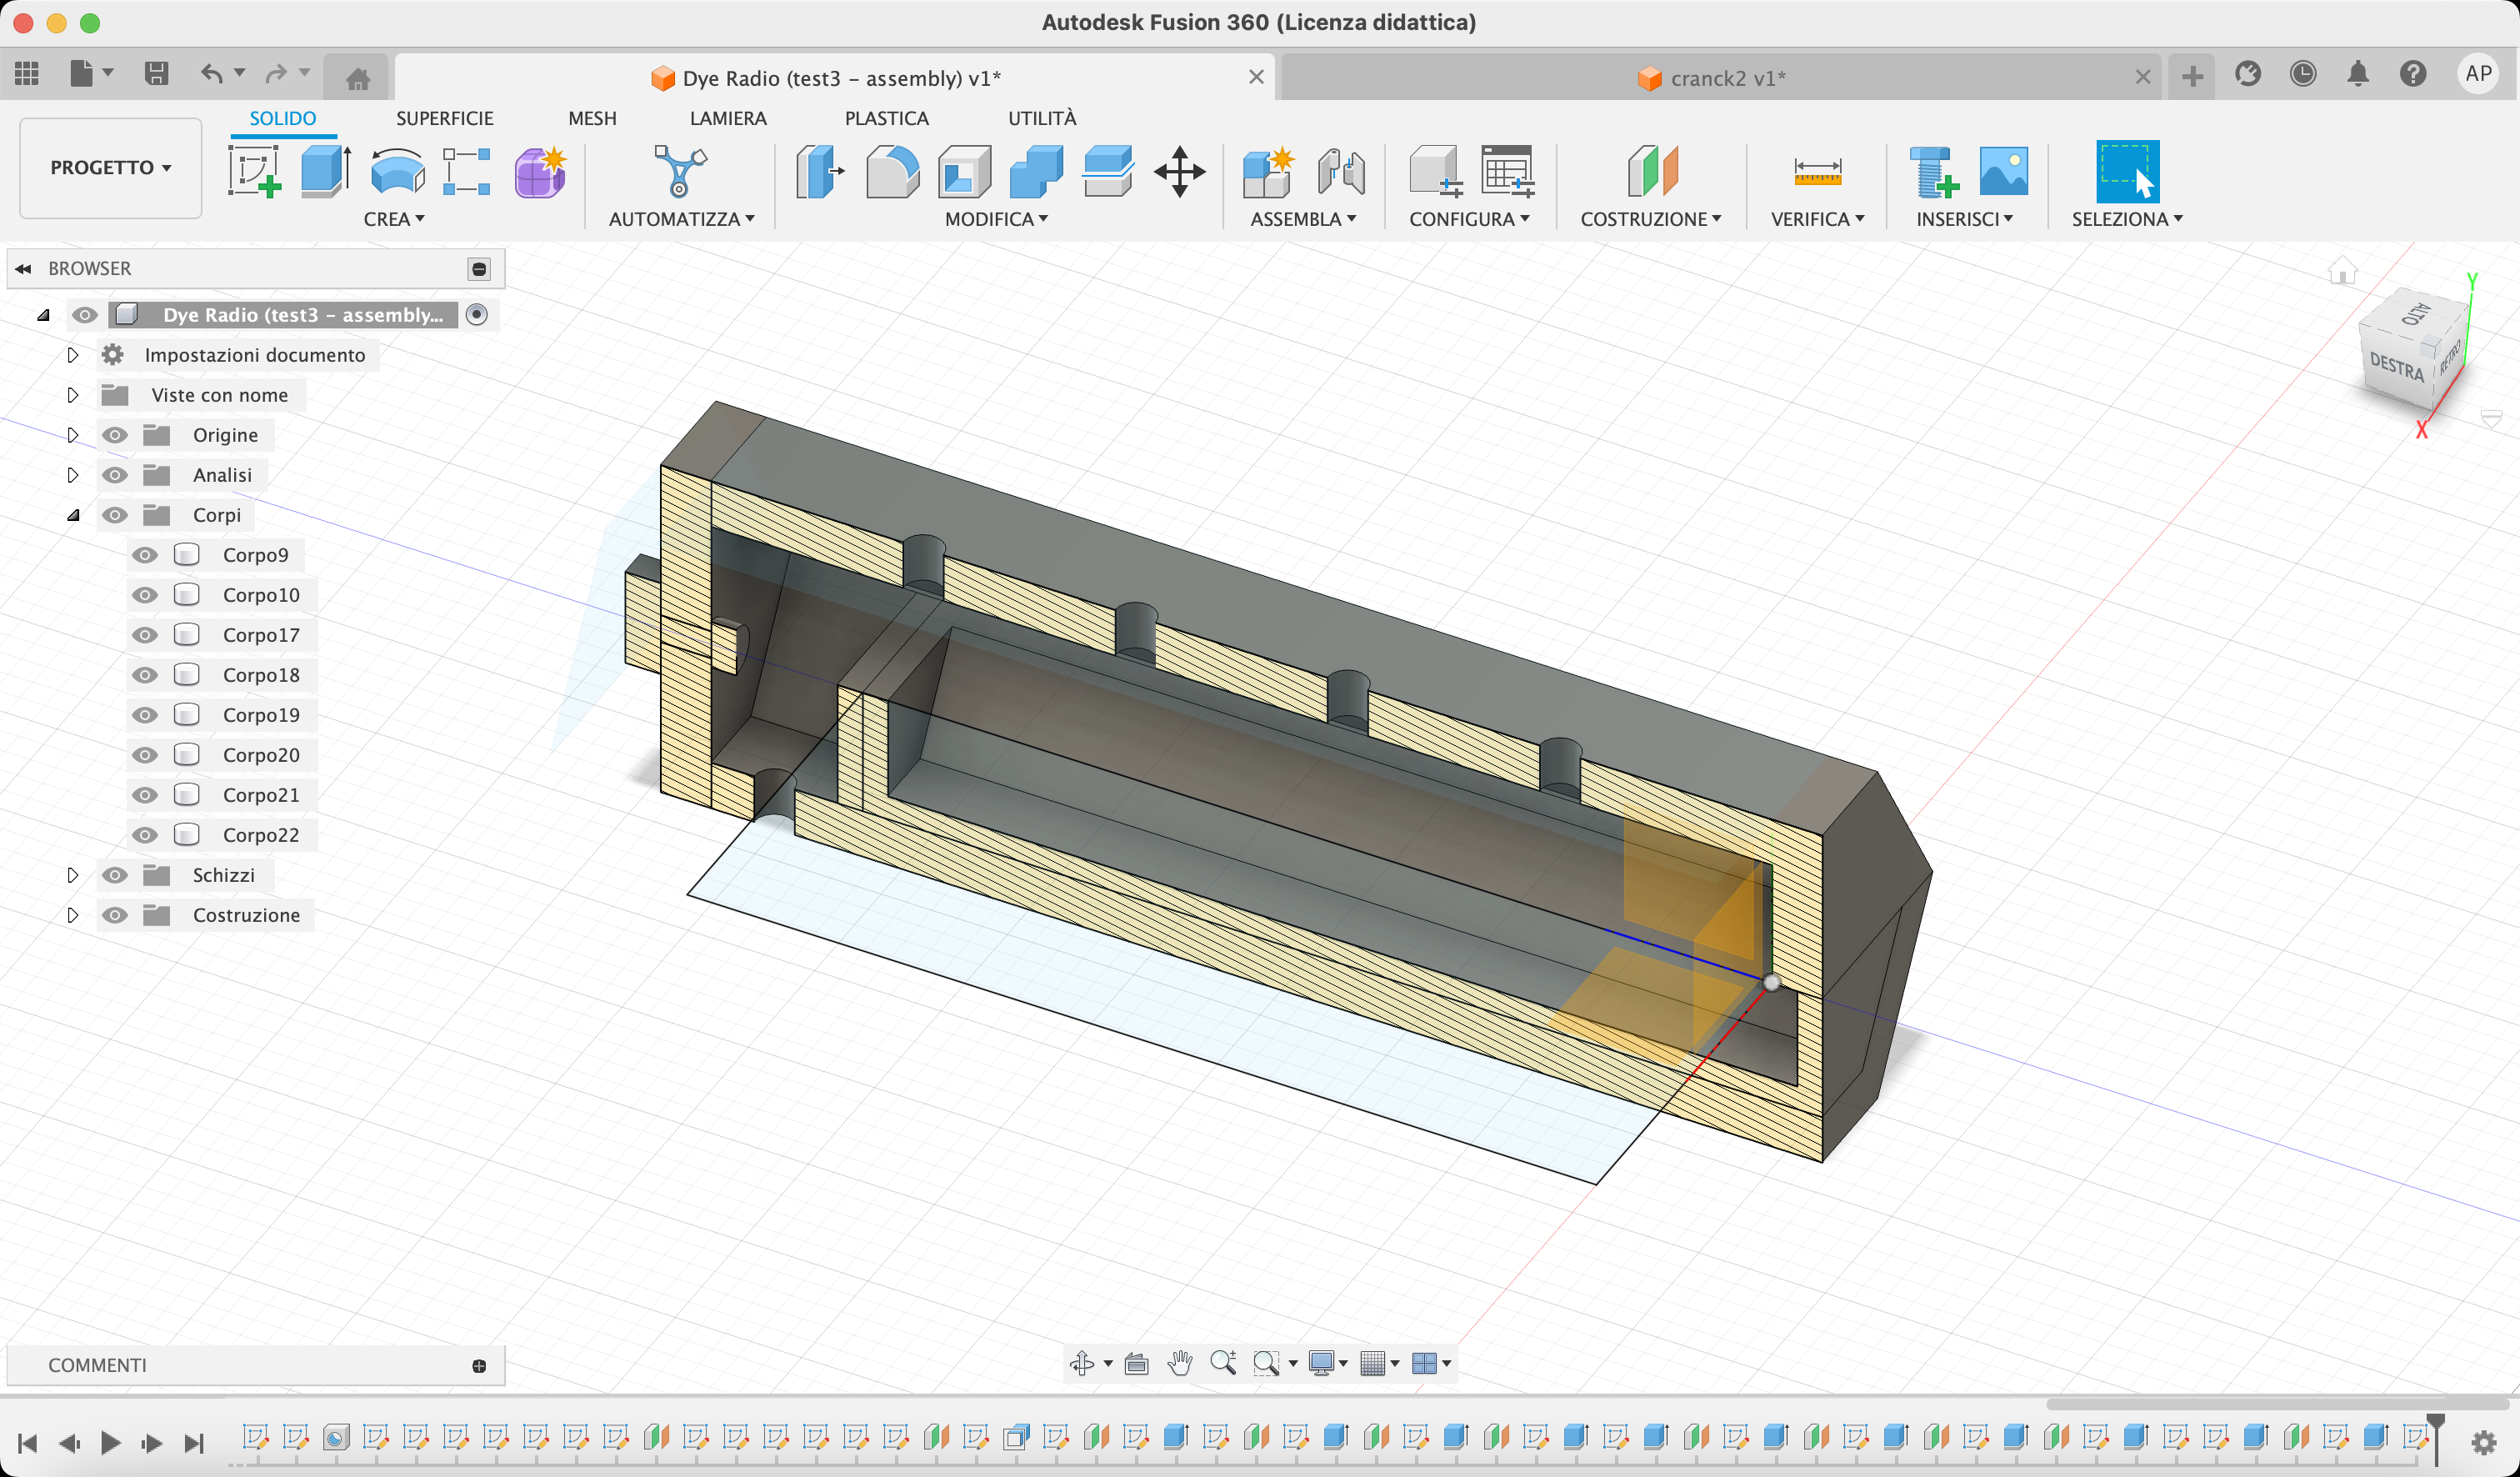 Autodesk Fusion 360 (Licenza didattica)
Dye Radio (test3 – assembly) v1*
cranck2 v1*
AP
SOLIDO SUPERFICIE MESH LAMIERA PLASTICA UTILITÀ
PROGETTO
CREA AUTOMATIZZA MODIFICA ASSEMBLA CONFIGURA COSTRUZIONE VERIFICA INSERISCI SELEZIONA
BROWSER
Dye Radio (test3 – assembly...
Impostazioni documento
Viste con nome
Origine
Analisi
Corpi
Corpo9
Corpo10
Corpo17
Corpo18
Corpo19
Corpo20
Corpo21
Corpo22
Schizzi
Costruzione
Y
ALTO
DESTRA
RETRO
X
COMMENTI